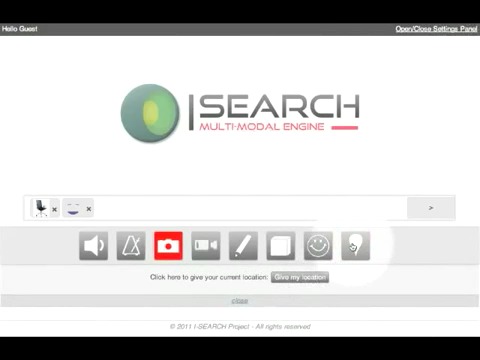 Hello Guest
Open/Close Settings Panel
I SEARCH
MULTI-MODAL ENGINE
x
x
>
Click here to give your current location:
Give my location
close
© 2011 I-SEARCH Project - All rights reserved